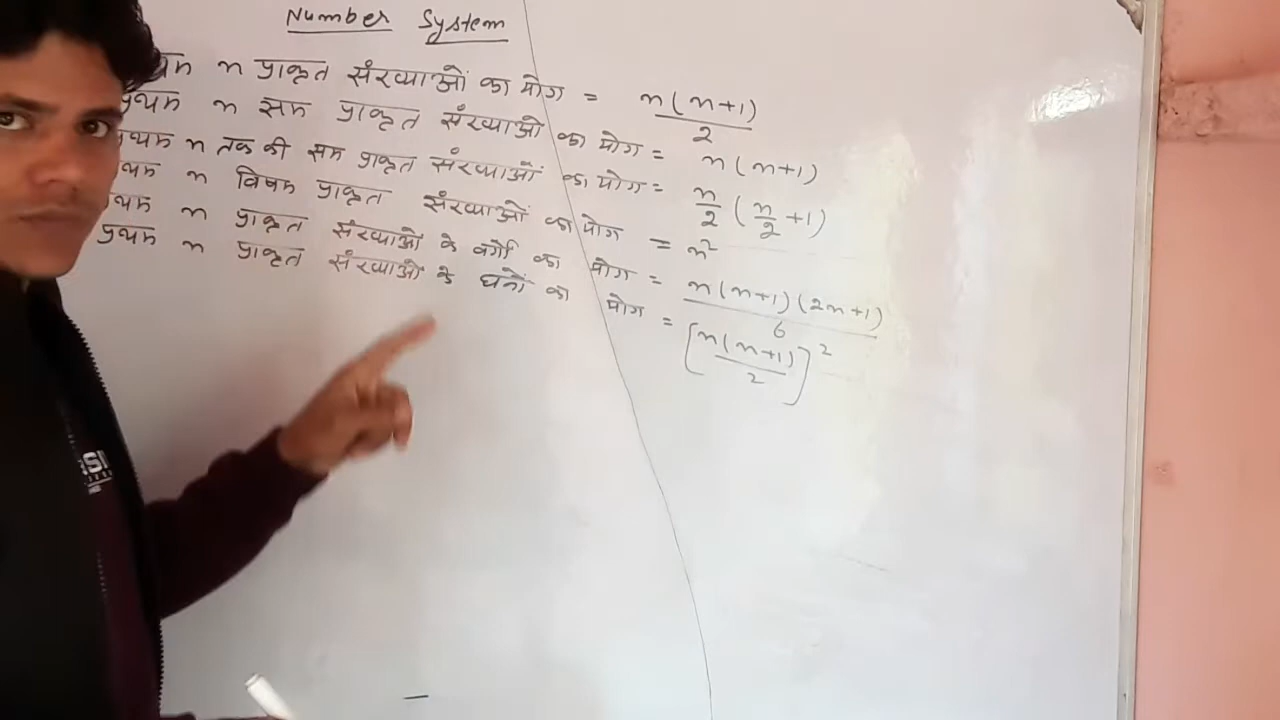 Number System
n प्राकृत संख्याओं का योग = n(n+1)/2
प्रथम n सम प्राकृत संख्याओ का योग = n(n+1)
प्रथम n तक की सम प्राकृत संख्याओं का योग = n/2 (n/2 +1)
n विषम प्राकृत संख्याओं का योग = n²
n प्राकृत संख्याओ के वर्गो का योग = n(n+1)(2n+1)/6
प्रथम n प्राकृत संख्याओं के घनों का योग = [n(n+1)/2]²